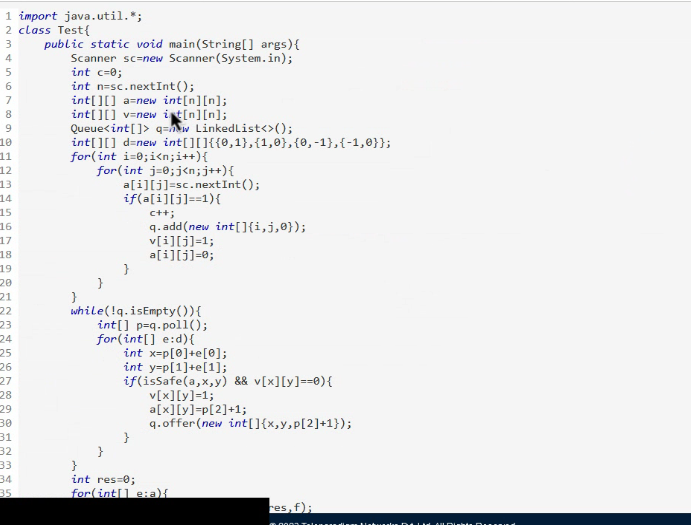 1 import java.util.*;
2 class Test{
3 public static void main(String[] args){
4 Scanner sc=new Scanner(System.in);
5 int c=0;
6 int n=sc.nextInt();
7 int[][] a=new int[n][n];
8 int[][] v=new int[n][n];
9 Queue<int[]> q=new LinkedList<>();
10 int[][] d=new int[][]{{0,1},{1,0},{0,-1},{-1,0}};
11 for(int i=0;i<n;i++){
12 for(int j=0;j<n;j++){
13 a[i][j]=sc.nextInt();
14 if(a[i][j]==1){
15 c++;
16 q.add(new int[]{i,j,0});
17 v[i][j]=1;
18 a[i][j]=0;
19 }
20 }
21 }
22 while(!q.isEmpty()){
23 int[] p=q.poll();
24 for(int[] e:d){
25 int x=p[0]+e[0];
26 int y=p[1]+e[1];
27 if(isSafe(a,x,y) && v[x][y]==0){
28 v[x][y]=1;
29 a[x][y]=p[2]+1;
30 q.offer(new int[]{x,y,p[2]+1});
31 }
32 }
33 }
34 int res=0;
35 for(int[] e:a){
res,f);